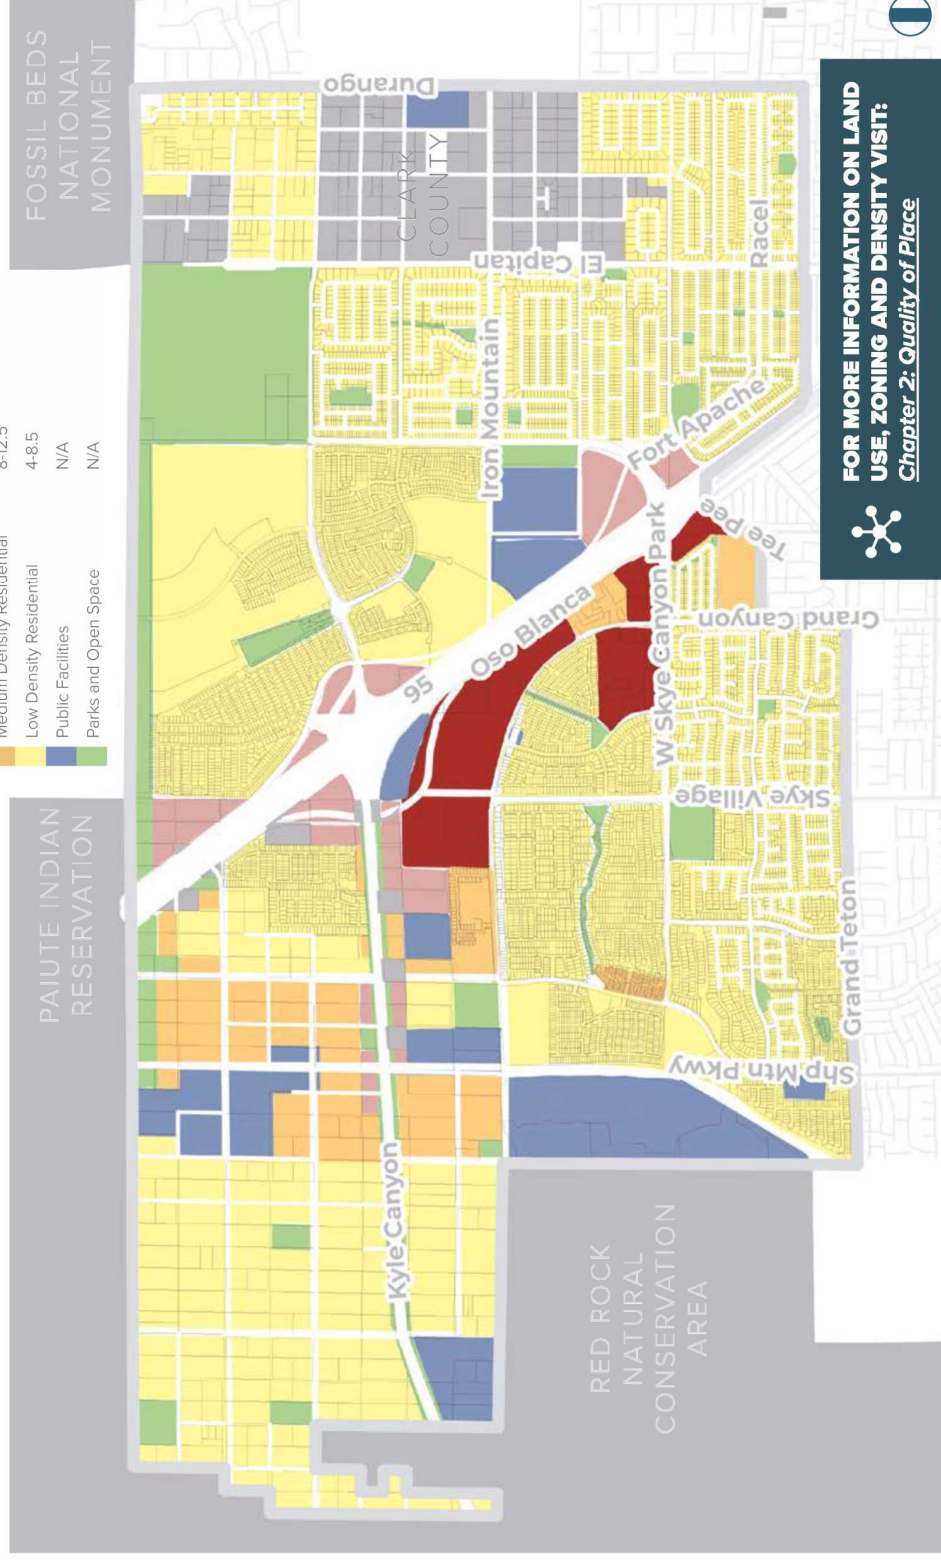 FOSSIL BEDS
NATIONAL
MONUMENT
8-12.5
Medium Density Residential
4-8.5
Low Density Residential
N/A
Public Facilities
N/A
Parks and Open Space
PAIUTE INDIAN
RESERVATION
Durango
CLARK
COUNTY
El Capitan
Racel
Iron Mountain
Fort Apache
Tee Pee
Oso Blanca
95
W Skye Canyon Park
Grand Canyon
Skye Village
Grand Teton
Shp Mtn Pkwy
Kyle Canyon
RED ROCK
NATURAL
CONSERVATION
AREA
FOR MORE INFORMATION ON LAND
USE, ZONING AND DENSITY VISIT:
Chapter 2: Quality of Place